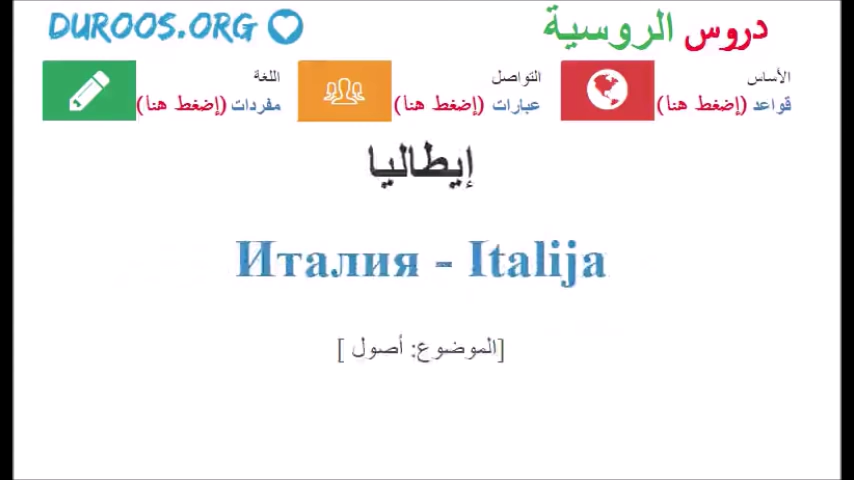 DUROOS.ORG
دروس الروسية
الأساس
قواعد (إضغط هنا)
التواصل
عبارات (إضغط هنا)
اللغة
مفردات (إضغط هنا)
إيطاليا
Италия - Italija
[الموضوع: أصول ]